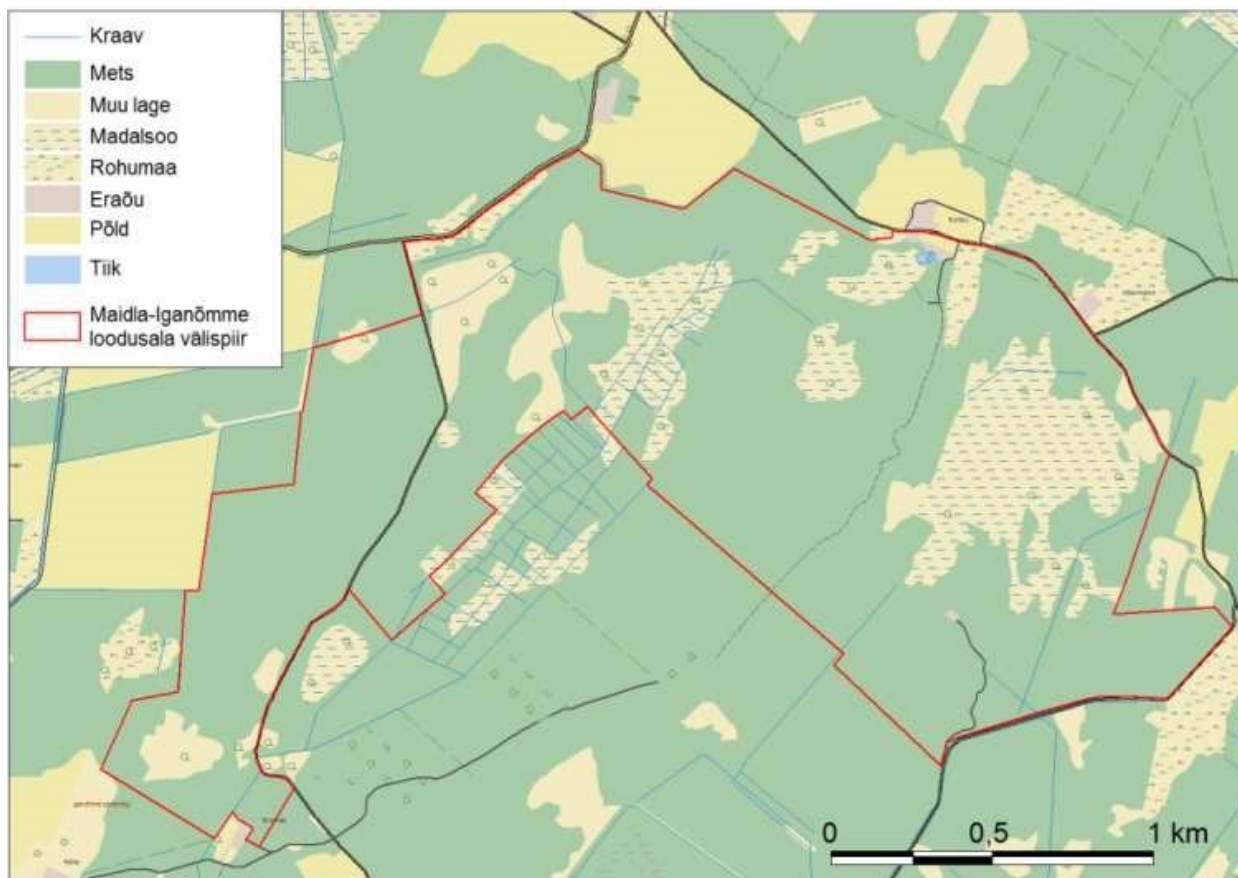 Kraav
Mets
Muu lage
Madalsoo
Rohumaa
Eraõu
Põld
Tiik
Maidla-Iganõmme
loodusala välispiir
0
0,5
1 km